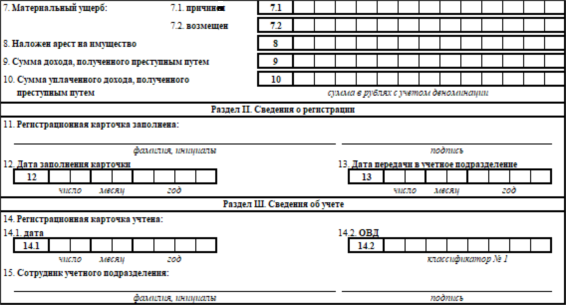 7. Материальный ущерб: 7.1. причинен 7.1
7.2. возмещен 7.2
8. Наложен арест на имущество 8
9. Сумма дохода, полученного преступным путем 9
10. Сумма уплаченного дохода, полученного 10
преступным путем сумма в рублях с учетом деноминации
Раздел II. Сведения о регистрации
11. Регистрационная карточка заполнена:
фамилия, инициалы подпись
12. Дата заполнения карточки 13. Дата передачи в учетное подразделение
12 13
число месяц год число месяц год
Раздел III. Сведения об учете
14. Регистрационная карточка учтена:
14.1. дата 14.2. ОВД
14.1 14.2
число месяц год классификатор № 1
15. Сотрудник учетного подразделения:
фамилия, инициалы подпись